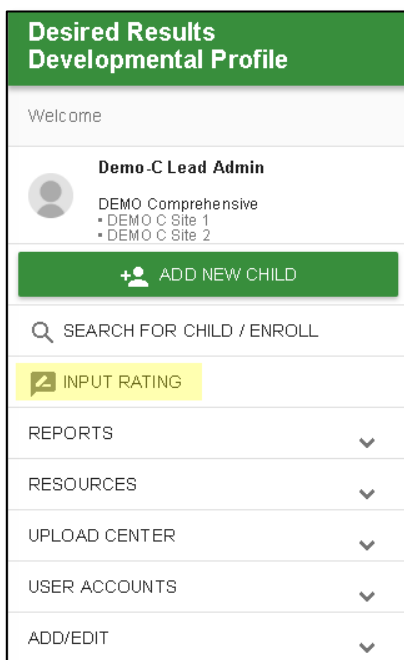 Desired Results
Developmental Profile
Welcome
Demo-C Lead Admin
DEMO Comprehensive
▪ DEMO C Site 1
▪ DEMO C Site 2
ADD NEW CHILD
SEARCH FOR CHILD / ENROLL
INPUT RATING
REPORTS
RESOURCES
UPLOAD CENTER
USER ACCOUNTS
ADD/EDIT